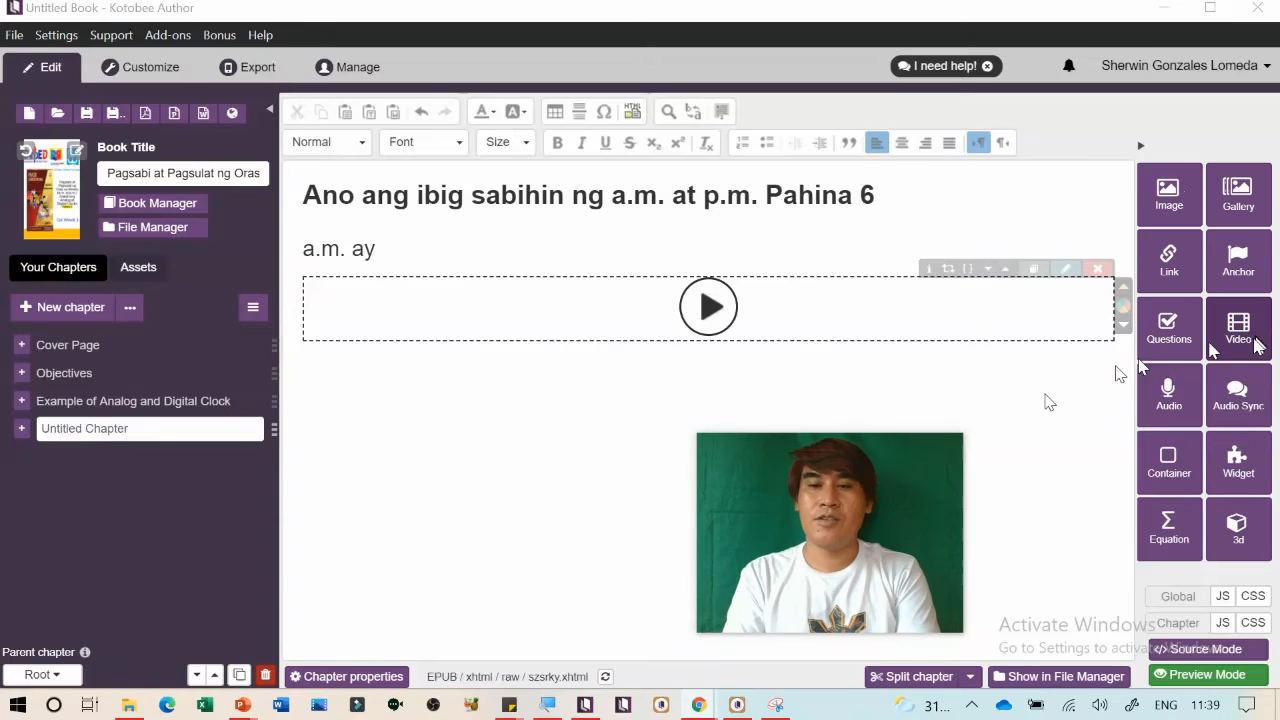 Untitled Book - Kotobee Author
File Settings Support Add-ons Bonus Help
Edit Customize Export Manage
I need help!
Sherwin Gonzales Lomeda
Book Title
Pagsabi at Pagsulat ng Oras
Book Manager
File Manager
Your Chapters Assets
New chapter
Cover Page
Objectives
Example of Analog and Digital Clock
Untitled Chapter
Parent chapter
Root
HTML
Normal Font Size
Ano ang ibig sabihin ng a.m. at p.m. Pahina 6
a.m. ay
Image Gallery
Link Anchor
Questions Video
Audio Audio Sync
Container Widget
Equation 3d
Global JS CSS
Chapter JS CSS
Activate Windows
Go to Settings to activate
Source Mode
Chapter properties
EPUB / xhtml / raw / szsrky.xhtml
Split chapter
Show in File Manager
Preview Mode
31...
ENG
11:39